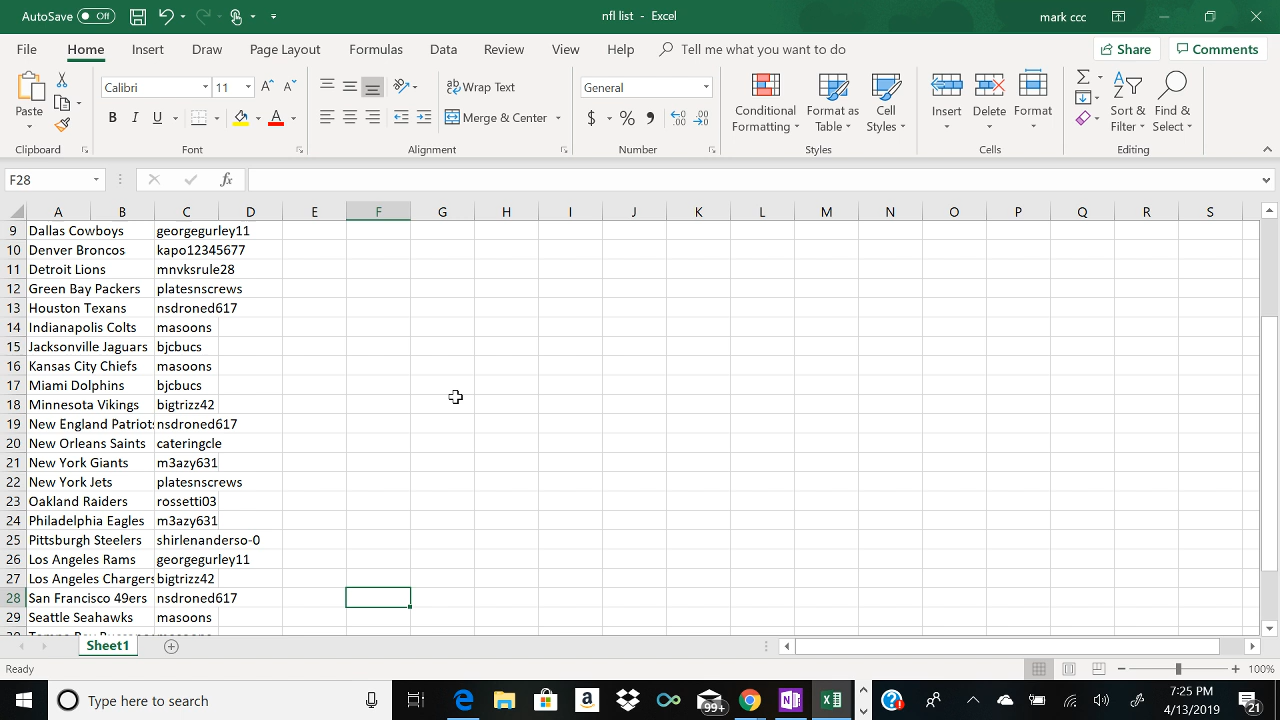 AutoSave Off nfl list - Excel mark ccc
File Home Insert Draw Page Layout Formulas Data Review View Help Tell me what you want to do Share Comments
Calibri 11 Wrap Text General
Paste B I U Merge & Center $ % Conditional Formatting Format as Table Cell Styles Insert Delete Format Sort & Filter Find & Select
Clipboard Font Alignment Number Styles Cells Editing
F28 fx
A B C D E F G H I J K L M N O P Q R S
9 Dallas Cowboys georgegurley11
10 Denver Broncos kapo12345677
11 Detroit Lions mnvksrule28
12 Green Bay Packers platesnscrews
13 Houston Texans nsdroned617
14 Indianapolis Colts masoons
15 Jacksonville Jaguars bjcbucs
16 Kansas City Chiefs masoons
17 Miami Dolphins bjcbucs
18 Minnesota Vikings bigtrizz42
19 New England Patriots nsdroned617
20 New Orleans Saints cateringcle
21 New York Giants m3azy631
22 New York Jets platesnscrews
23 Oakland Raiders rossetti03
24 Philadelphia Eagles m3azy631
25 Pittsburgh Steelers shirlenanderso-0
26 Los Angeles Rams georgegurley11
27 Los Angeles Chargers bigtrizz42
28 San Francisco 49ers nsdroned617
29 Seattle Seahawks masoons
Sheet1
Ready 100%
Type here to search 99+ 7:25 PM
4/13/2019 21